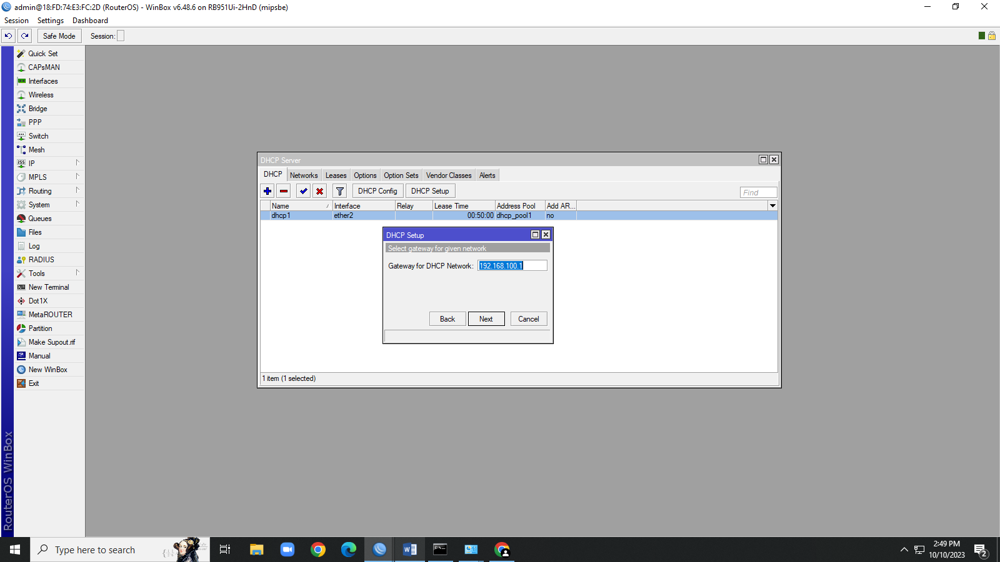 admin@18:FD:74:E3:FC:2D (RouterOS) - WinBox v6.48.6 on RB951Ui-2HnD (mipsbe)
Session Settings Dashboard
Safe Mode Session:
Quick Set
CAPsMAN
Interfaces
Wireless
Bridge
PPP
Switch
Mesh
IP
MPLS
Routing
System
Queues
Files
Log
RADIUS
Tools
New Terminal
Dot1X
MetaROUTER
Partition
Make Supout.rif
Manual
New WinBox
Exit
RouterOS WinBox
DHCP Server
DHCP Networks Leases Options Option Sets Vendor Classes Alerts
DHCP Config DHCP Setup Find
Name Interface Relay Lease Time Address Pool Add AR...
dhcp1 ether2 00:50:00 dhcp_pool1 no
DHCP Setup
Select gateway for given network
Gateway for DHCP Network: 192.168.100.1
Back Next Cancel
1 item (1 selected)
Type here to search
2:49 PM
10/10/2023
2